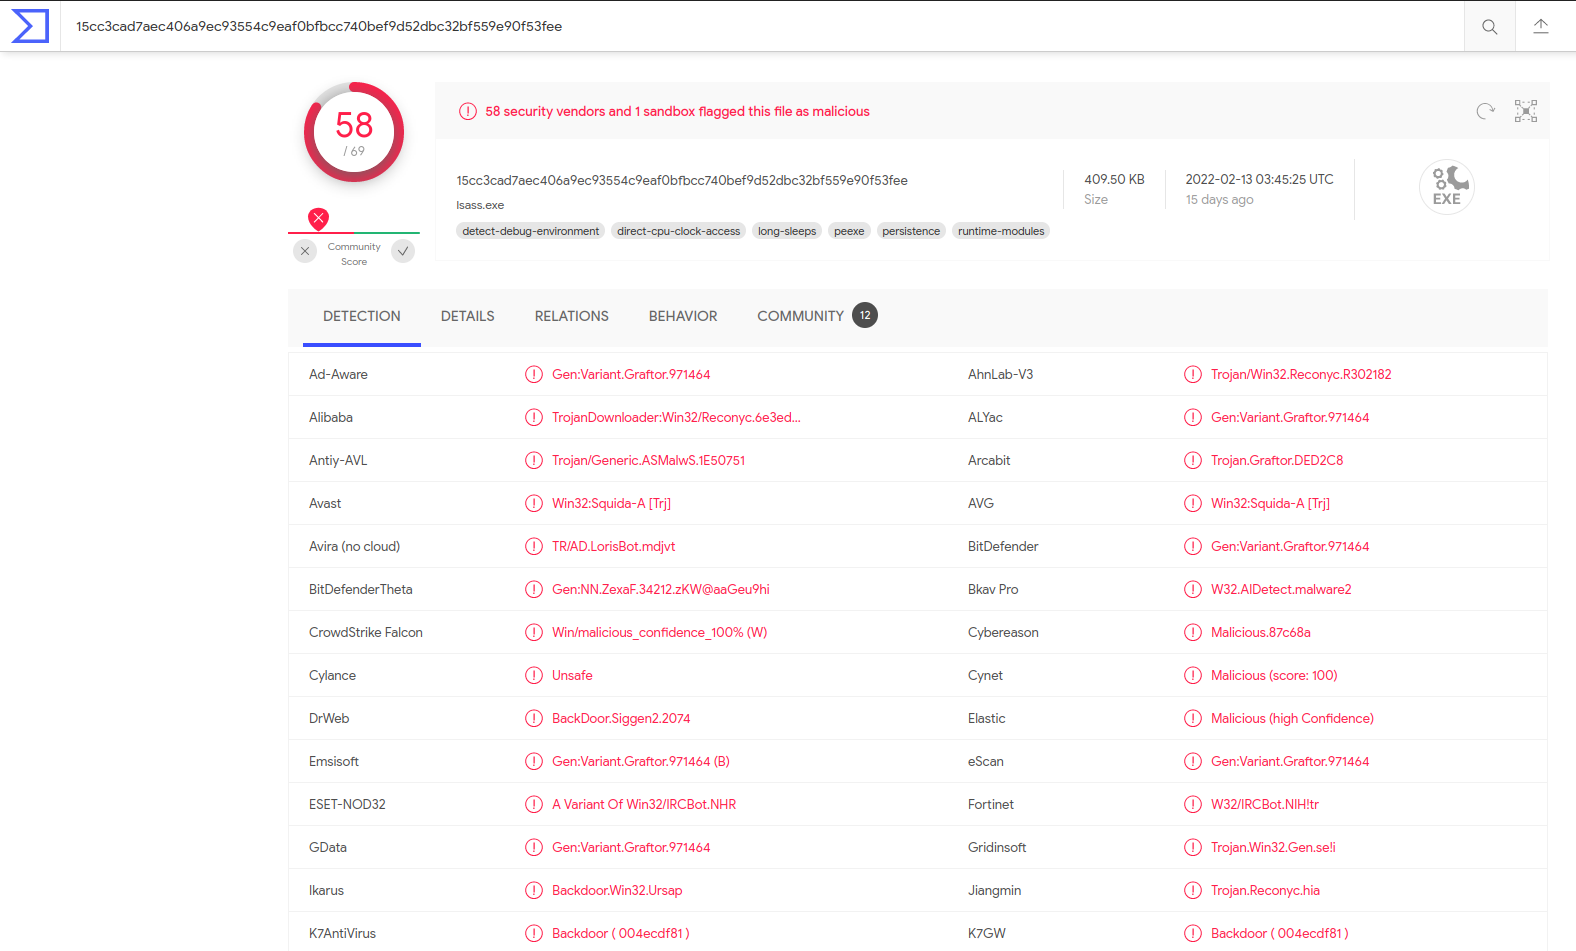 15cc3cad7aec406a9ec93554c9eaf0bfbcc740bef9d52dbc32bf559e90f53fee
58
/ 69
Community
Score
58 security vendors and 1 sandbox flagged this file as malicious
15cc3cad7aec406a9ec93554c9eaf0bfbcc740bef9d52dbc32bf559e90f53fee
lsass.exe
detect-debug-environment direct-cpu-clock-access long-sleeps peexe persistence runtime-modules
409.50 KB
Size
2022-02-13 03:45:25 UTC
15 days ago
EXE
DETECTION DETAILS RELATIONS BEHAVIOR COMMUNITY 12
Ad-Aware Gen:Variant.Graftor.971464 AhnLab-V3 Trojan/Win32.Reconyc.R302182
Alibaba TrojanDownloader:Win32/Reconyc.6e3ed... ALYac Gen:Variant.Graftor.971464
Antiy-AVL Trojan/Generic.ASMalwS.1E50751 Arcabit Trojan.Graftor.DED2C8
Avast Win32:Squida-A [Trj] AVG Win32:Squida-A [Trj]
Avira (no cloud) TR/AD.LorisBot.mdjvt BitDefender Gen:Variant.Graftor.971464
BitDefenderTheta Gen:NN.ZexaF.34212.zKW@aaGeu9hi Bkav Pro W32.AIDetect.malware2
CrowdStrike Falcon Win/malicious_confidence_100% (W) Cybereason Malicious.87c68a
Cylance Unsafe Cynet Malicious (score: 100)
DrWeb BackDoor.Siggen2.2074 Elastic Malicious (high Confidence)
Emsisoft Gen:Variant.Graftor.971464 (B) eScan Gen:Variant.Graftor.971464
ESET-NOD32 A Variant Of Win32/IRCBot.NHR Fortinet W32/IRCBot.NIH!tr
GData Gen:Variant.Graftor.971464 Gridinsoft Trojan.Win32.Gen.se!i
Ikarus Backdoor.Win32.Ursap Jiangmin Trojan.Reconyc.hia
K7AntiVirus Backdoor ( 004ecdf81 ) K7GW Backdoor ( 004ecdf81 )